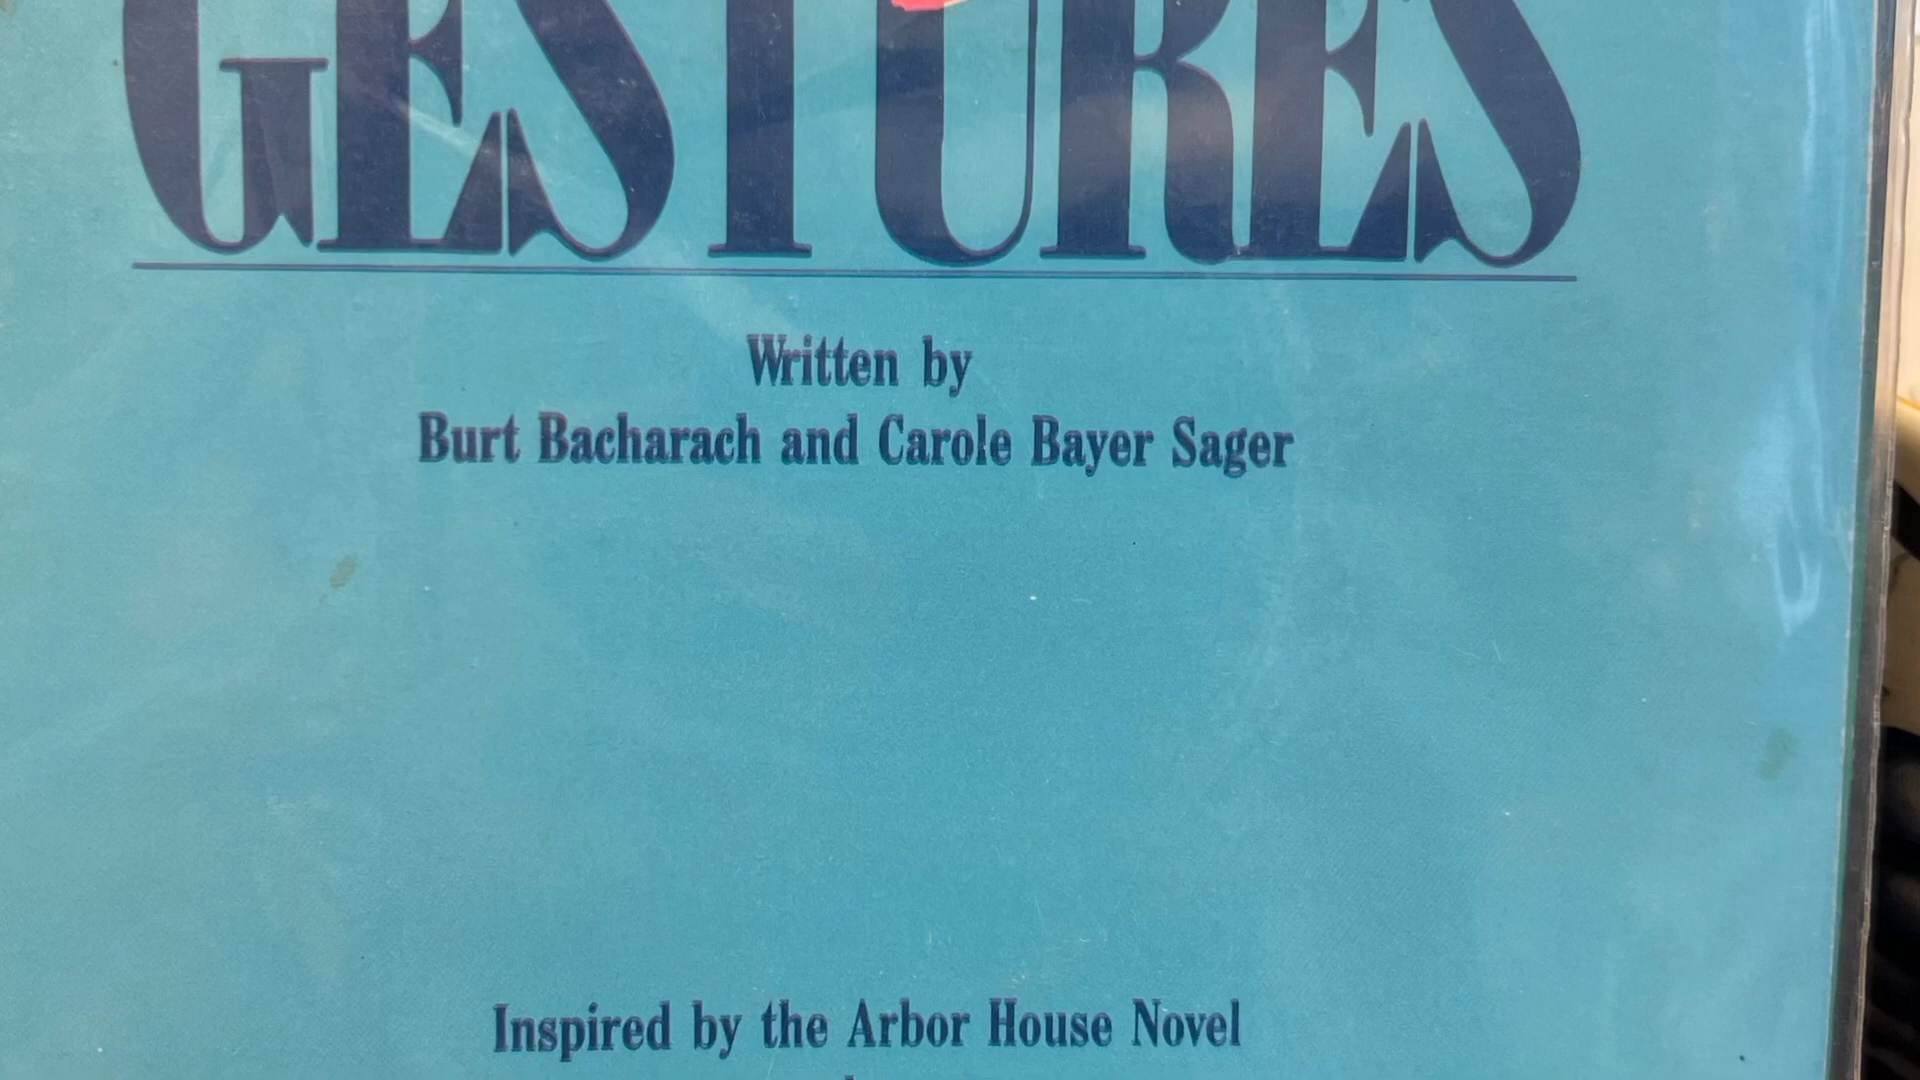 GESTURES
Written by
Burt Bacharach and Carole Bayer Sager
Inspired by the Arbor House Novel